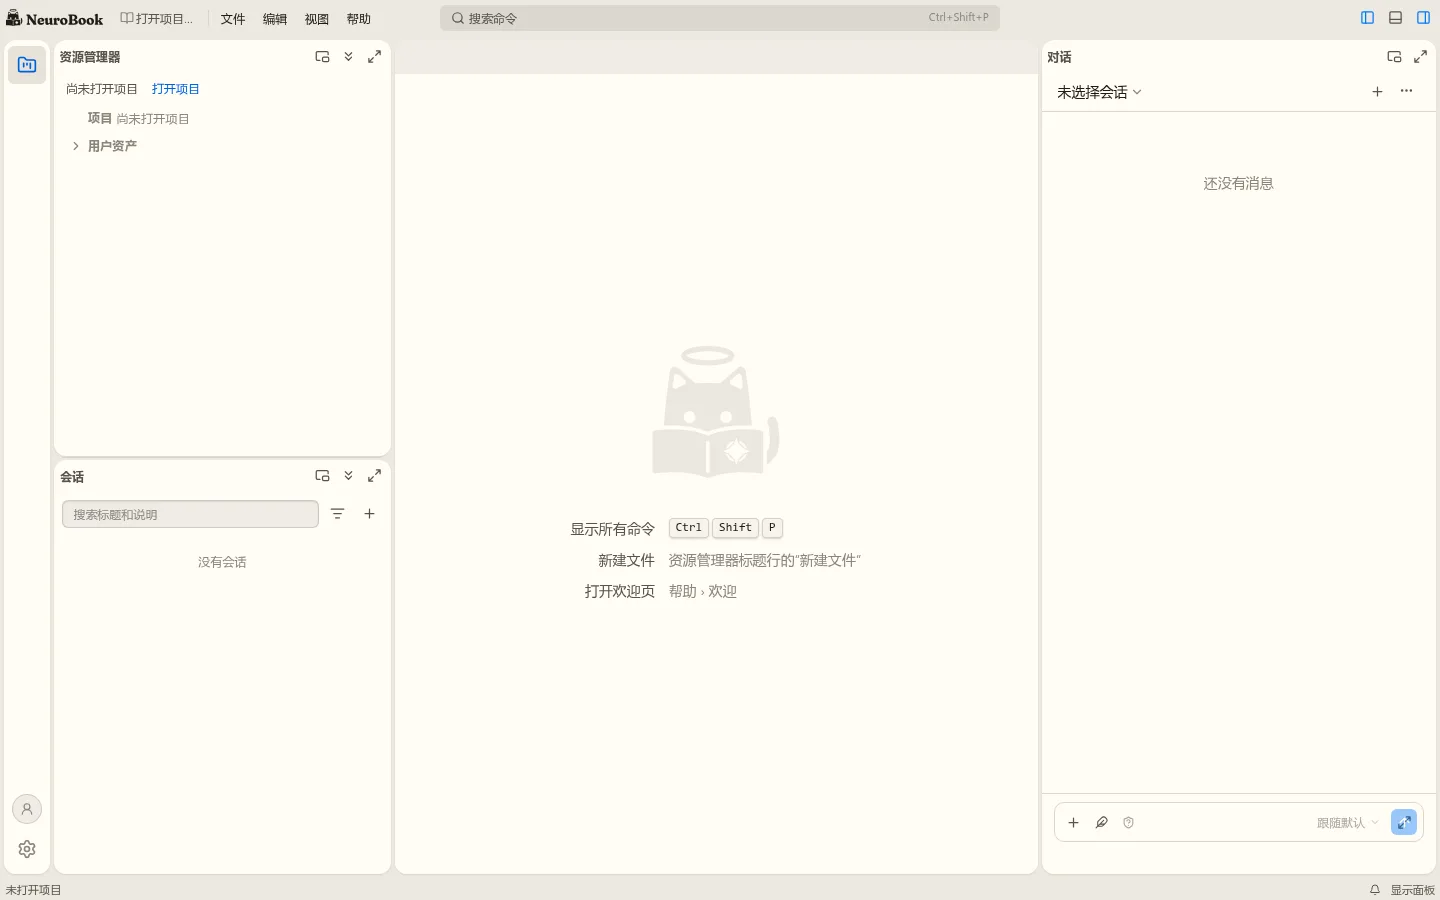 NeuroBook 打开项目... 文件 编辑 视图 帮助 搜索命令 Ctrl+Shift+P
资源管理器
尚未打开项目 打开项目
项目 尚未打开项目
用户资产
会话
搜索标题和说明
没有会话
显示所有命令 Ctrl Shift P
新建文件 资源管理器标题行的"新建文件"
打开欢迎页 帮助 › 欢迎
对话
未选择会话
还没有消息
跟随默认
未打开项目 显示面板